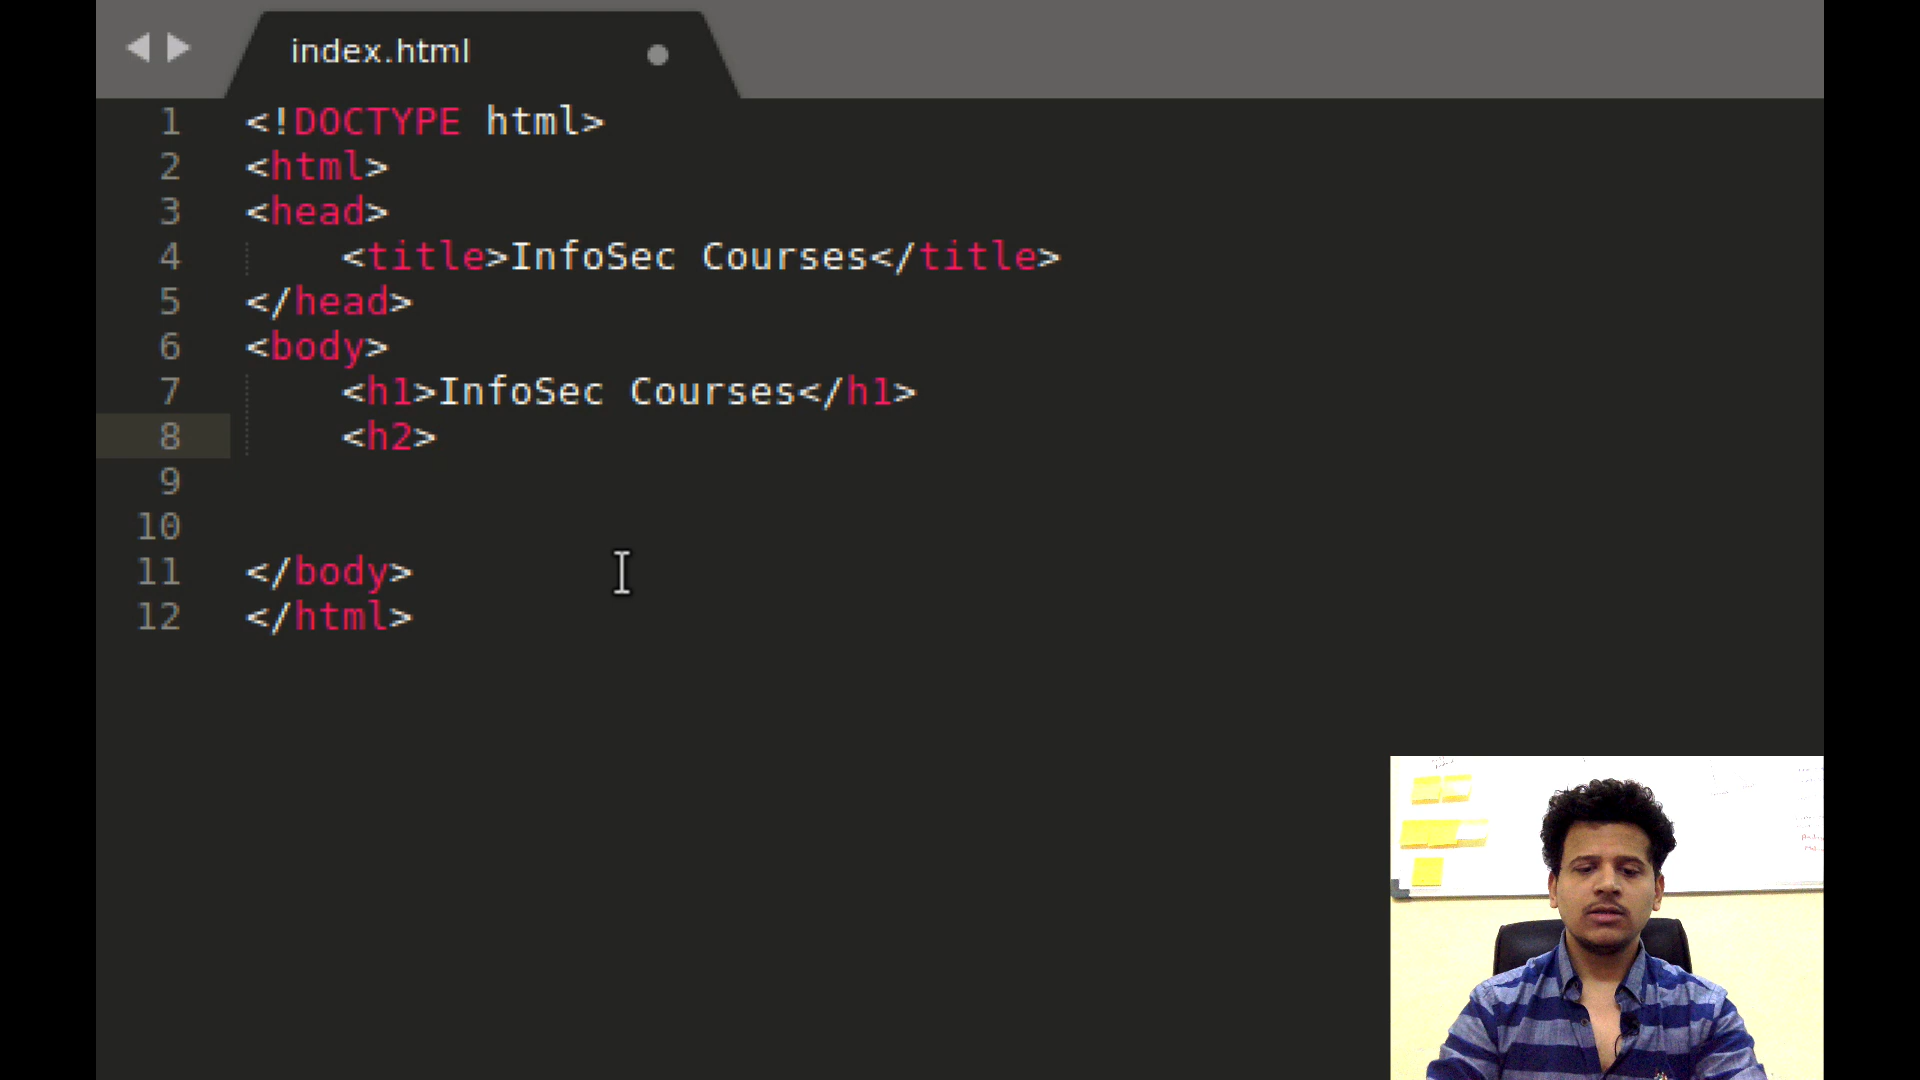 index.html
1 <!DOCTYPE html>
2 <html>
3 <head>
4 <title>InfoSec Courses</title>
5 </head>
6 <body>
7 <h1>InfoSec Courses</h1>
8 <h2>
9
10
11 </body>
12 </html>